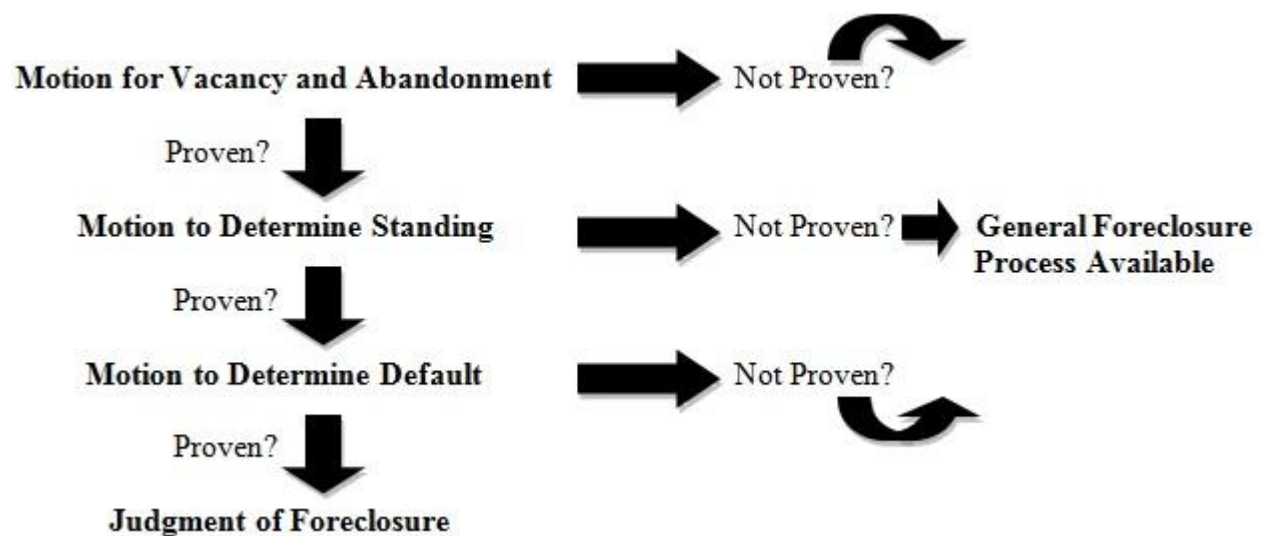 Motion for Vacancy and Abandonment
Not Proven?
Proven?
Motion to Determine Standing
Not Proven?
General Foreclosure
Process Available
Proven?
Motion to Determine Default
Not Proven?
Proven?
Judgment of Foreclosure